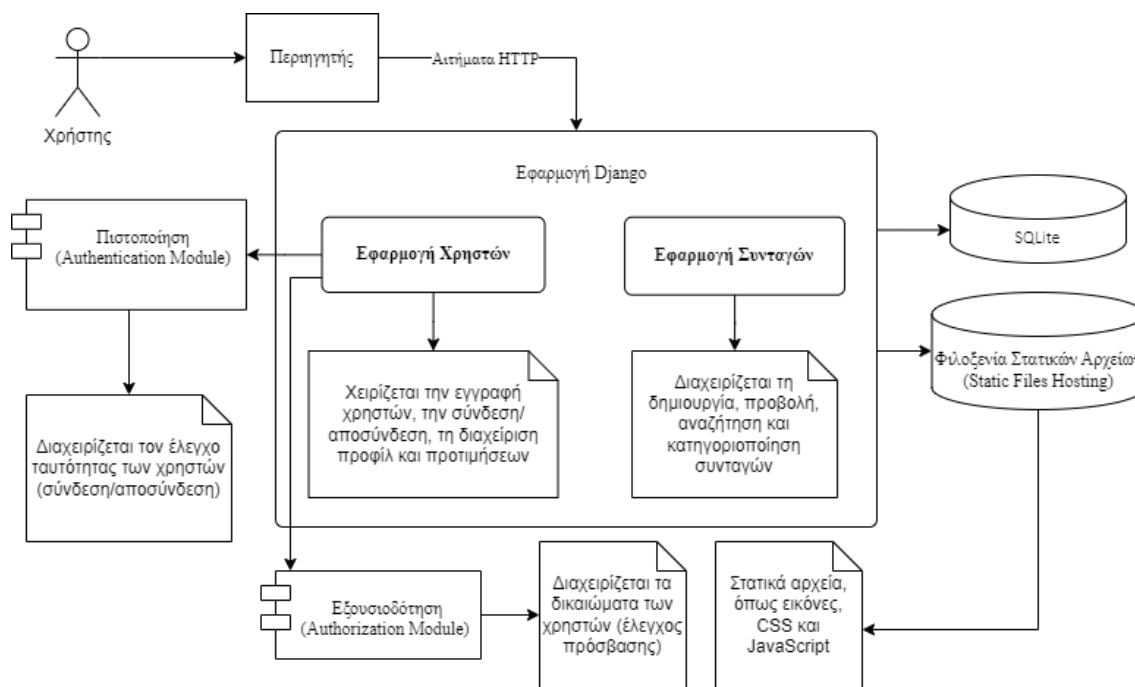 Περιηγητής
Αιτήματα HTTP
Χρήστης
Εφαρμογή Django
Πιστοποίηση
(Authentication Module)
Εφαρμογή Χρηστών
Εφαρμογή Συνταγών
SQLite
Φιλοξενία Στατικών Αρχείων
(Static Files Hosting)
Χειρίζεται την εγγραφή
χρηστών, την σύνδεση/
αποσύνδεση, τη διαχείριση
προφίλ και προτιμήσεων
Διαχειρίζεται τη
δημιουργία, προβολή,
αναζήτηση και
κατηγοριοποίηση
συνταγών
Διαχειρίζεται τον έλεγχο
ταυτότητας των χρηστών
(σύνδεση/αποσύνδεση)
Εξουσιοδότηση
(Authorization Module)
Διαχειρίζεται τα
δικαιώματα των
χρηστών (έλεγχος
πρόσβασης)
Στατικά αρχεία,
όπως εικόνες,
CSS και
JavaScript